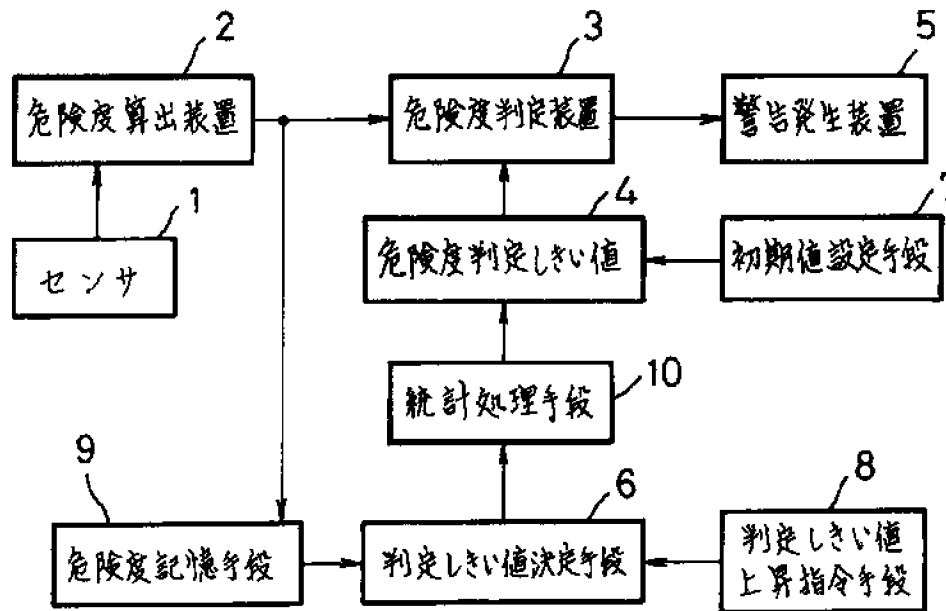 2
3
5
危険度算出装置
危険度判定装置
警告発生装置
1
4
7
センサ
危険度判定しきい値
初期値設定手段
10
統計処理手段
9
6
8
危険度記憶手段
判定しきい値決定手段
判定しきい値
上昇指令手段